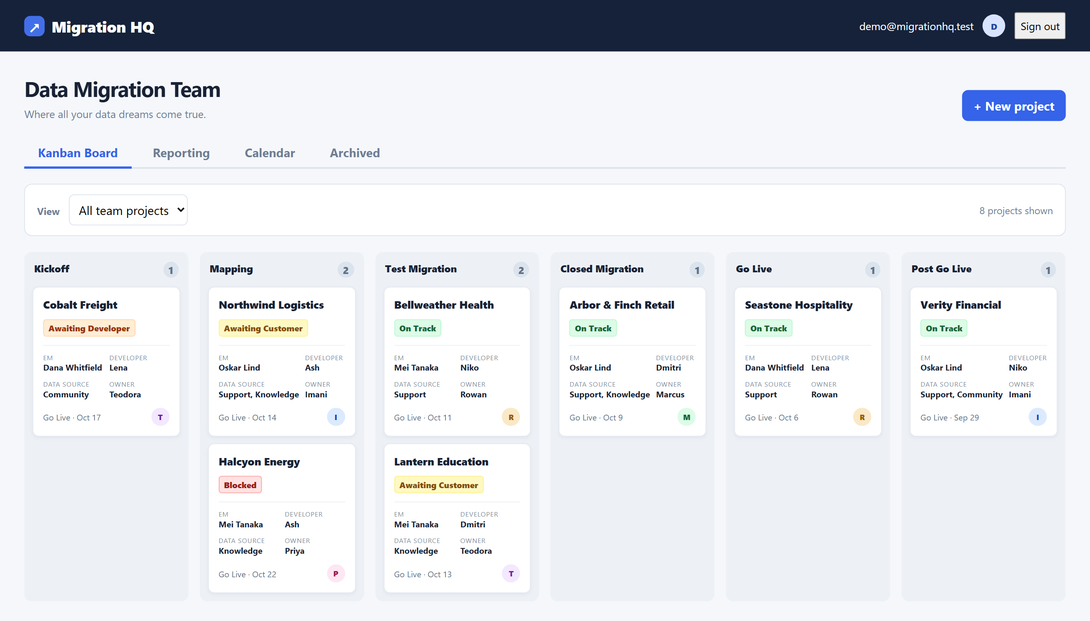 Migration HQ
demo@migrationhq.test D Sign out
Data Migration Team
Where all your data dreams come true.
+ New project
Kanban Board Reporting Calendar Archived
View All team projects 8 projects shown
Kickoff 1
Cobalt Freight
Awaiting Developer
EM DEVELOPER
Dana Whitfield Lena
DATA SOURCE OWNER
Community Teodora
Go Live · Oct 17 T
Mapping 2
Northwind Logistics
Awaiting Customer
EM DEVELOPER
Oskar Lind Ash
DATA SOURCE OWNER
Support, Knowledge Imani
Go Live · Oct 14 I
Halcyon Energy
Blocked
EM DEVELOPER
Mei Tanaka Ash
DATA SOURCE OWNER
Knowledge Priya
Go Live · Oct 22 P
Test Migration 2
Bellweather Health
On Track
EM DEVELOPER
Mei Tanaka Niko
DATA SOURCE OWNER
Support Rowan
Go Live · Oct 11 R
Lantern Education
Awaiting Customer
EM DEVELOPER
Mei Tanaka Dmitri
DATA SOURCE OWNER
Knowledge Teodora
Go Live · Oct 13 T
Closed Migration 1
Arbor & Finch Retail
On Track
EM DEVELOPER
Oskar Lind Dmitri
DATA SOURCE OWNER
Support, Knowledge Marcus
Go Live · Oct 9 M
Go Live 1
Seastone Hospitality
On Track
EM DEVELOPER
Dana Whitfield Lena
DATA SOURCE OWNER
Support Rowan
Go Live · Oct 6 R
Post Go Live 1
Verity Financial
On Track
EM DEVELOPER
Oskar Lind Niko
DATA SOURCE OWNER
Support, Community Imani
Go Live · Sep 29 I